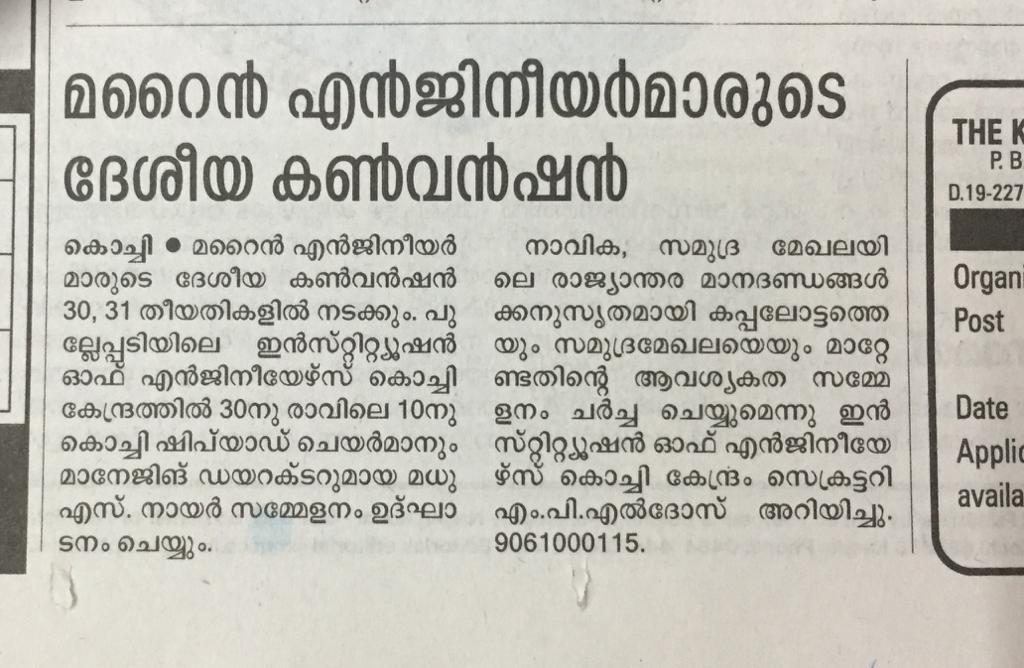 മറൈൻ എൻജിനീയർമാരുടെ
ദേശീയ കൺവൻഷൻ
കൊച്ചി ● മറൈൻ എൻജിനീയർ
മാരുടെ ദേശീയ കൺവൻഷൻ
30, 31 തീയതികളിൽ നടക്കും. പു
ല്ലേപ്പടിയിലെ ഇൻസ്റ്റിറ്റ്യൂഷൻ
ഓഫ് എൻജിനീയേഴ്സ് കൊച്ചി
കേന്ദ്രത്തിൽ 30നു രാവിലെ 10നു
കൊച്ചി ഷിപ്‌യാഡ് ചെയർമാനും
മാനേജിങ് ഡയറക്ടറുമായ മധു
എസ്. നായർ സമ്മേളനം ഉദ്ഘാ
ടനം ചെയ്യും.
നാവിക, സമുദ്ര മേഖലയി
ലെ രാജ്യാന്തര മാനദണ്ഡങ്ങൾ
ക്കനുസൃതമായി കപ്പലോട്ടത്തെ
യും സമുദ്രമേഖലയെയും മാറ്റേ
ണ്ടതിന്റെ ആവശ്യകത സമ്മേ
ളനം ചർച്ച ചെയ്യുമെന്നു ഇൻ
സ്റ്റിറ്റ്യൂഷൻ ഓഫ് എൻജിനീയേ
ഴ്സ് കൊച്ചി കേന്ദ്രം സെക്രട്ടറി
എം.പി.എൽദോസ് അറിയിച്ചു.
9061000115.
THE K
P. B
D.19-227
Organi
Post
Date
Applic
availa